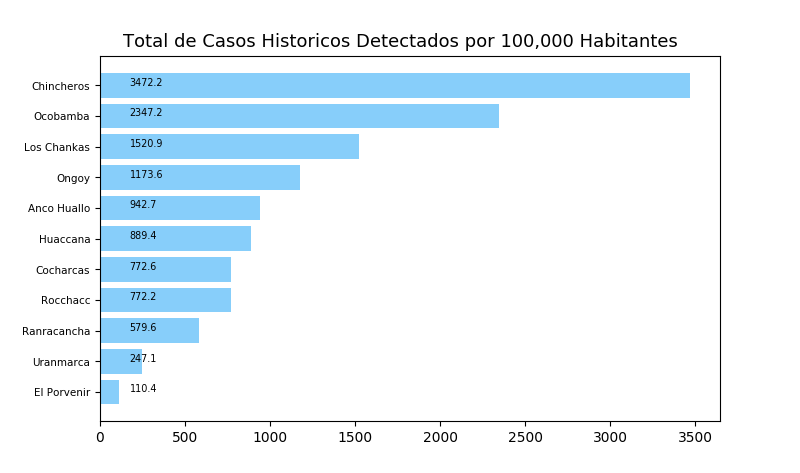 Total de Casos Historicos Detectados por 100,000 Habitantes
Chincheros 3472.2
Ocobamba 2347.2
Los Chankas 1520.9
Ongoy 1173.6
Anco Huallo 942.7
Huaccana 889.4
Cocharcas 772.6
Rocchacc 772.2
Ranracancha 579.6
Uranmarca 247.1
El Porvenir 110.4
0 500 1000 1500 2000 2500 3000 3500